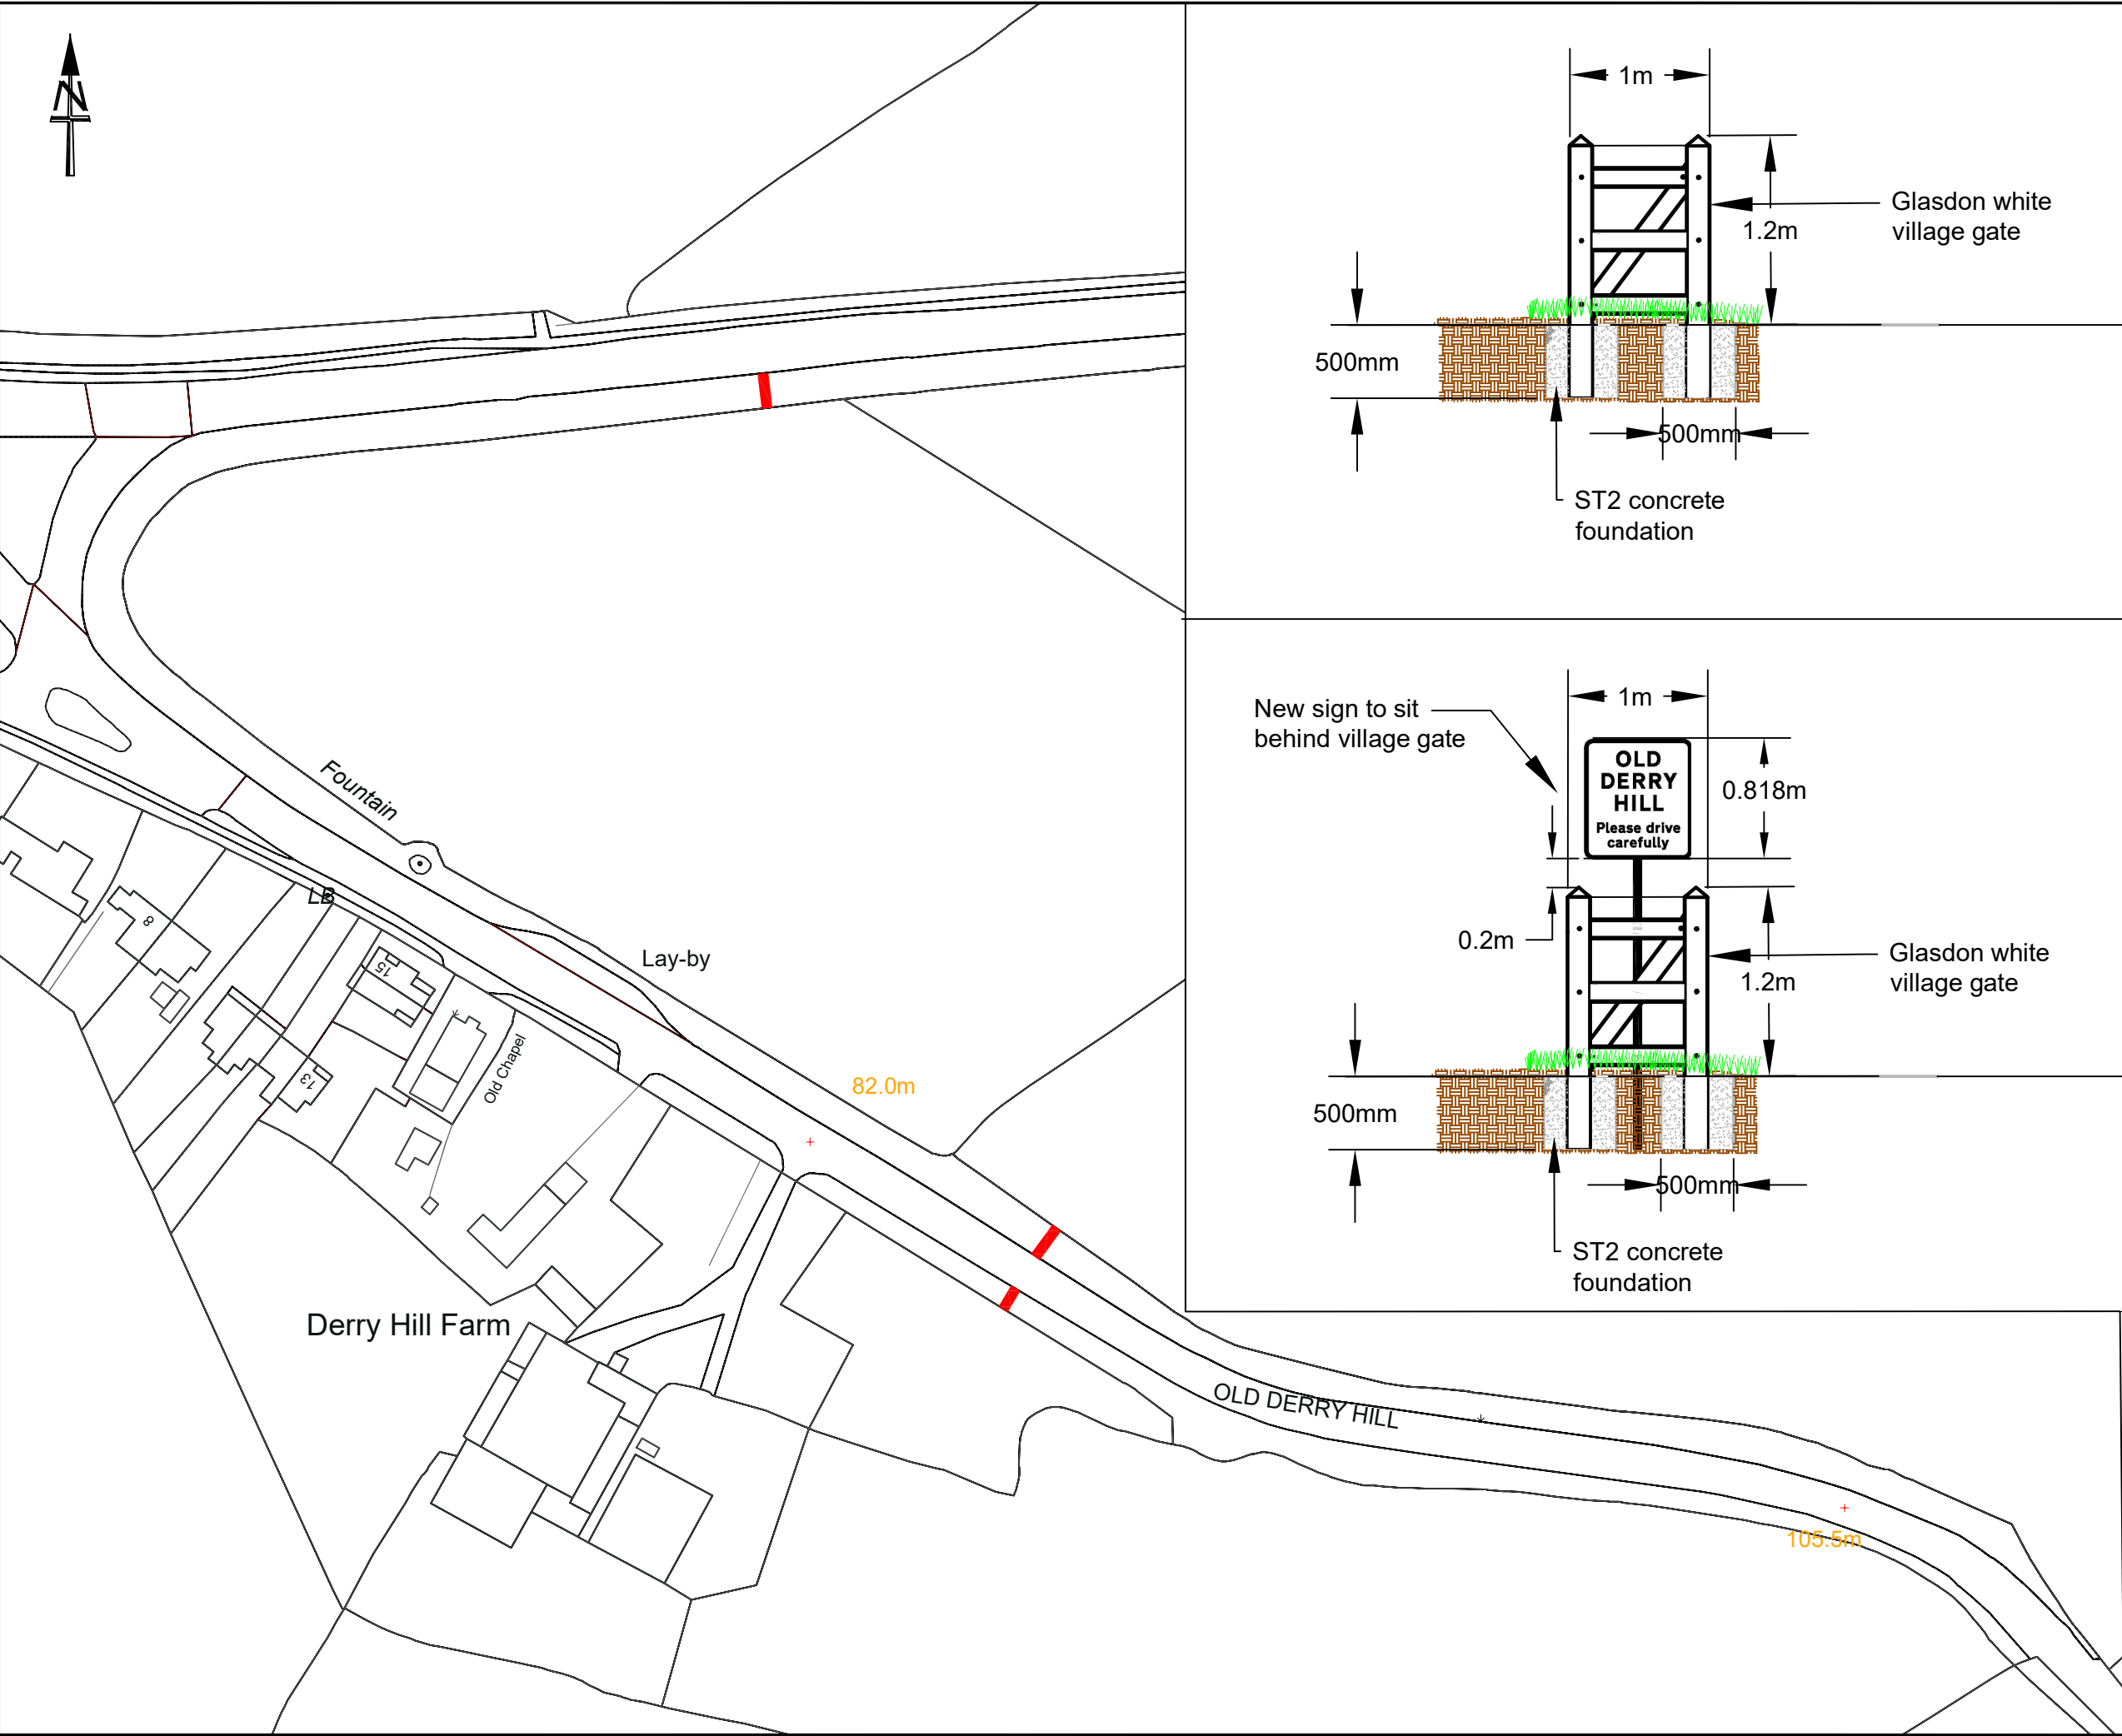 N
1m
Glasdon white
village gate
1.2m
500mm
500mm
ST2 concrete
foundation
New sign to sit
behind village gate
1m
OLD
DERRY
HILL
Please drive
carefully
0.818m
0.2m
Glasdon white
village gate
1.2m
500mm
500mm
ST2 concrete
foundation
Fountain
LB
8
15
Lay-by
Old Chapel
13
82.0m
Derry Hill Farm
OLD DERRY HILL
105.5m